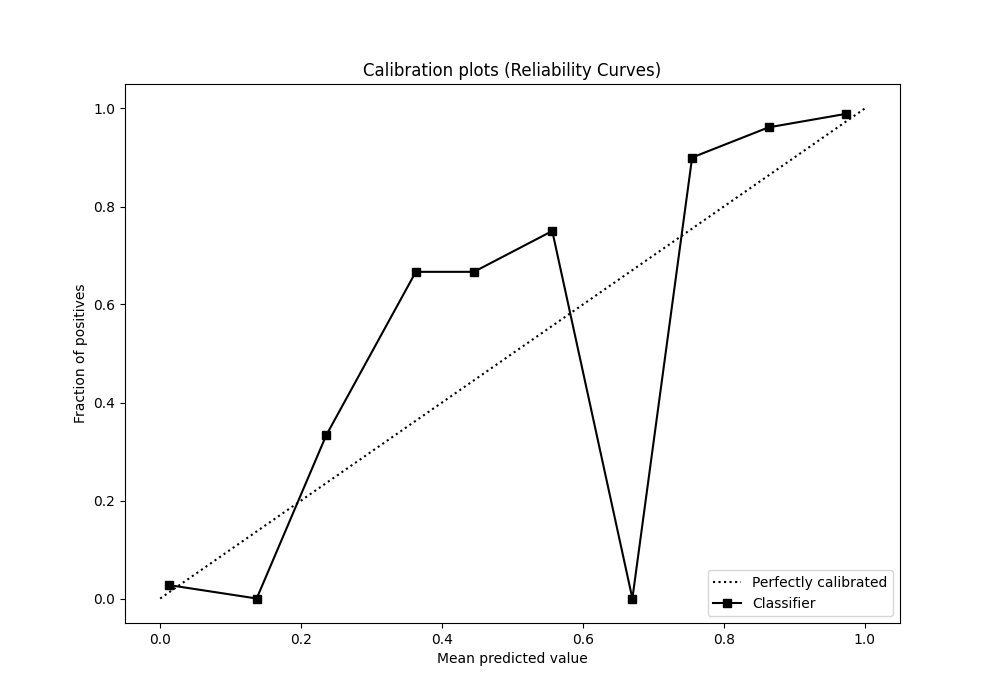 Calibration plots (Reliability Curves)
1.0
0.8
0.6
0.4
0.2
0.0
Fraction of positives
0.0 0.2 0.4 0.6 0.8 1.0
Mean predicted value
Perfectly calibrated
Classifier